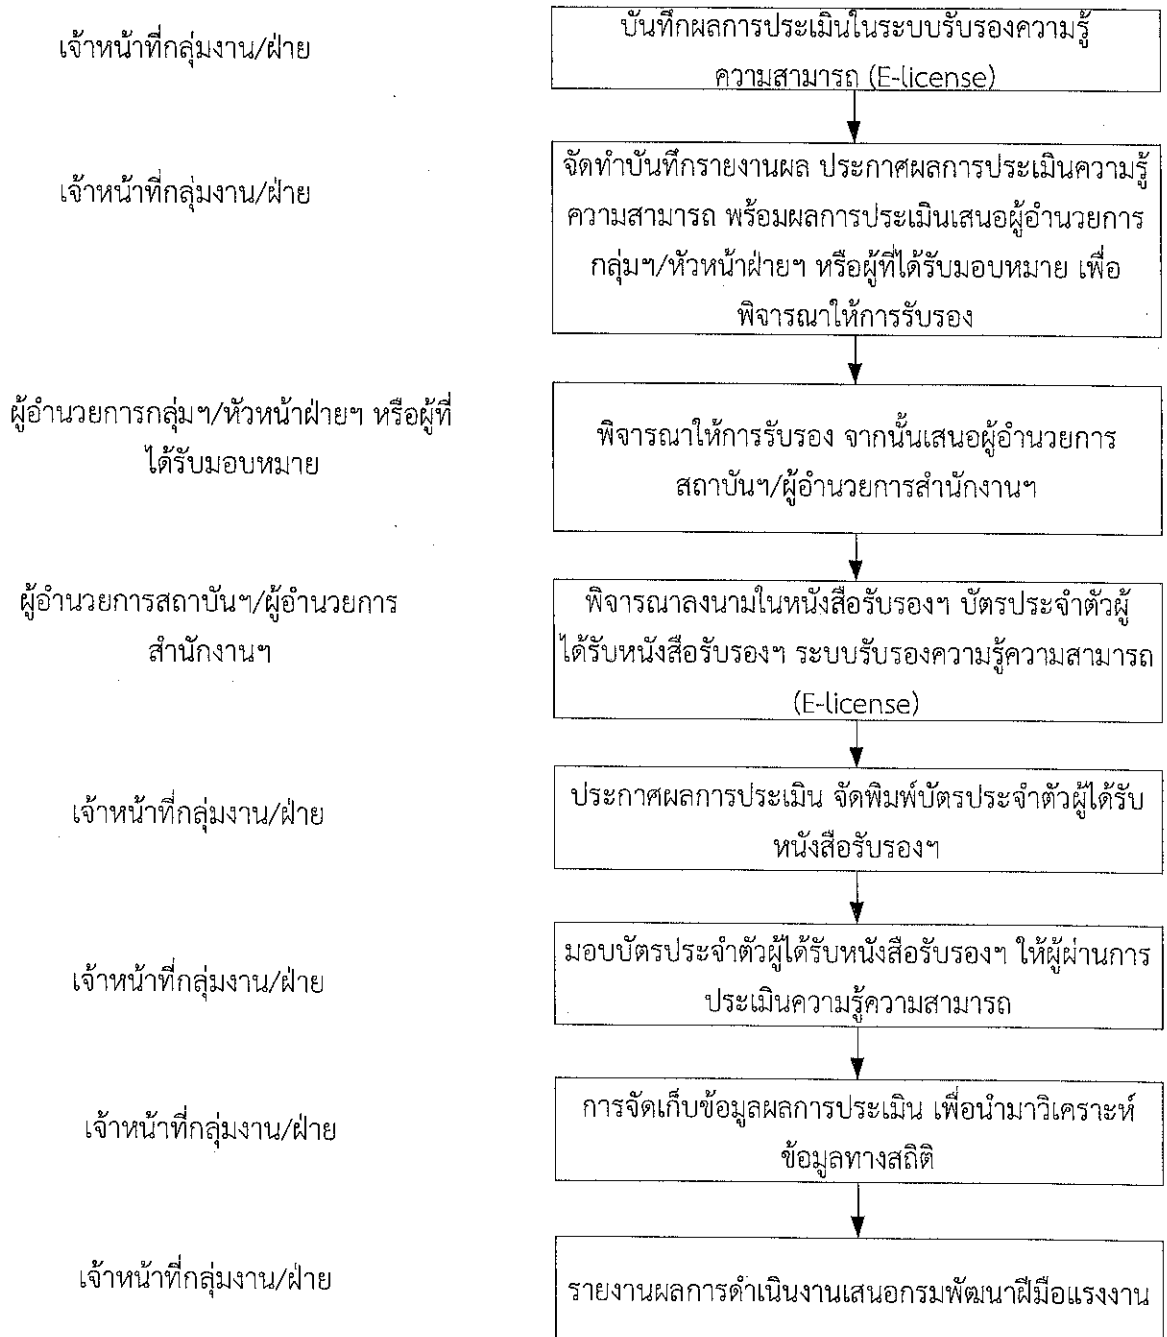 เจ้าหน้าที่กลุ่มงาน/ฝ่าย
บันทึกผลการประเมินในระบบรับรองความรู้
ความสามารถ (E-license)
เจ้าหน้าที่กลุ่มงาน/ฝ่าย
จัดทำบันทึกรายงานผล ประกาศผลการประเมินความรู้
ความสามารถ พร้อมผลการประเมินเสนอผู้อำนวยการ
กลุ่มฯ/หัวหน้าฝ่ายฯ หรือผู้ที่ได้รับมอบหมาย เพื่อ
พิจารณาให้การรับรอง
ผู้อำนวยการกลุ่มฯ/หัวหน้าฝ่ายฯ หรือผู้ที่
ได้รับมอบหมาย
พิจารณาให้การรับรอง จากนั้นเสนอผู้อำนวยการ
สถาบันฯ/ผู้อำนวยการสำนักงานฯ
ผู้อำนวยการสถาบันฯ/ผู้อำนวยการ
สำนักงานฯ
พิจารณาลงนามในหนังสือรับรองฯ บัตรประจำตัวผู้
ได้รับหนังสือรับรองฯ ระบบรับรองความรู้ความสามารถ
(E-license)
เจ้าหน้าที่กลุ่มงาน/ฝ่าย
ประกาศผลการประเมิน จัดพิมพ์บัตรประจำตัวผู้ได้รับ
หนังสือรับรองฯ
เจ้าหน้าที่กลุ่มงาน/ฝ่าย
มอบบัตรประจำตัวผู้ได้รับหนังสือรับรองฯ ให้ผู้ผ่านการ
ประเมินความรู้ความสามารถ
เจ้าหน้าที่กลุ่มงาน/ฝ่าย
การจัดเก็บข้อมูลผลการประเมิน เพื่อนำมาวิเคราะห์
ข้อมูลทางสถิติ
เจ้าหน้าที่กลุ่มงาน/ฝ่าย
รายงานผลการดำเนินงานเสนอกรมพัฒนาฝีมือแรงงาน